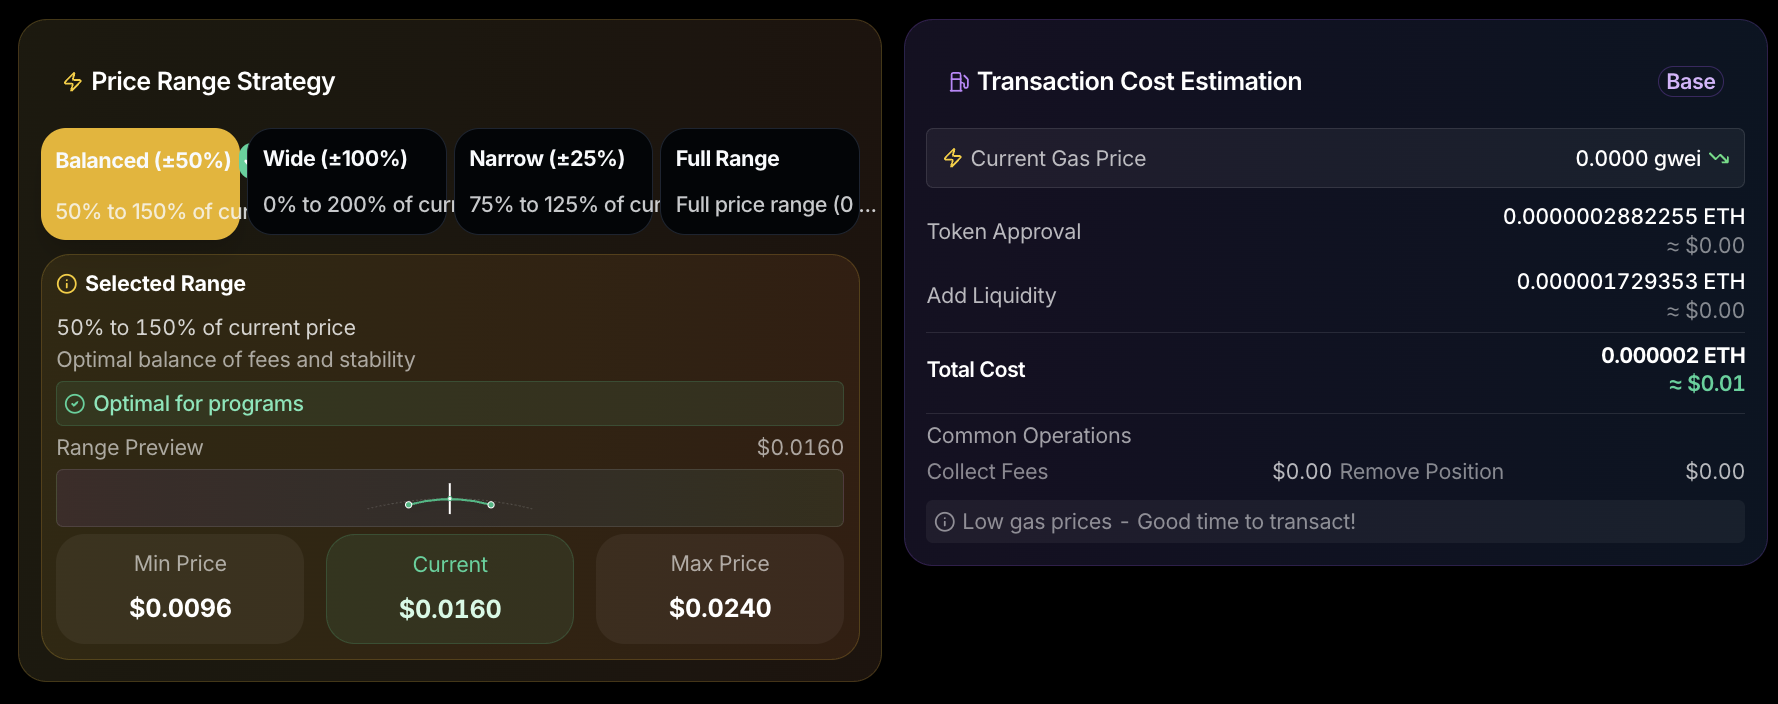 Price Range Strategy
Balanced (±50%)
50% to 150% of cur
Wide (±100%)
0% to 200% of curr
Narrow (±25%)
75% to 125% of cur
Full Range
Full price range (0 ...
Selected Range
50% to 150% of current price
Optimal balance of fees and stability
Optimal for programs
Range Preview $0.0160
Min Price
$0.0096
Current
$0.0160
Max Price
$0.0240
Transaction Cost Estimation Base
Current Gas Price 0.0000 gwei
Token Approval 0.0000002882255 ETH
≈ $0.00
Add Liquidity 0.000001729353 ETH
≈ $0.00
Total Cost 0.000002 ETH
≈ $0.01
Common Operations
Collect Fees $0.00 Remove Position $0.00
Low gas prices - Good time to transact!